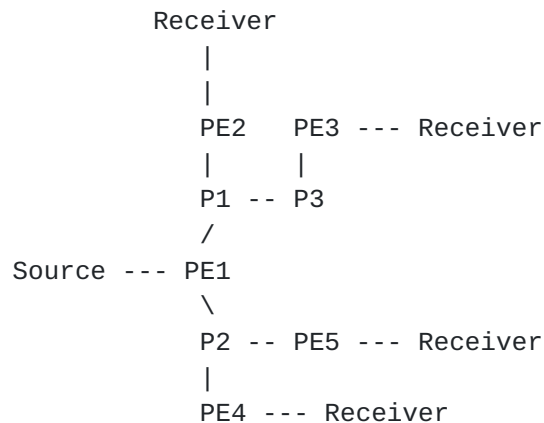 Receiver
|
|
PE2 PE3 --- Receiver
| |
P1 -- P3
/
Source --- PE1
\
P2 -- PE5 --- Receiver
|
PE4 --- Receiver